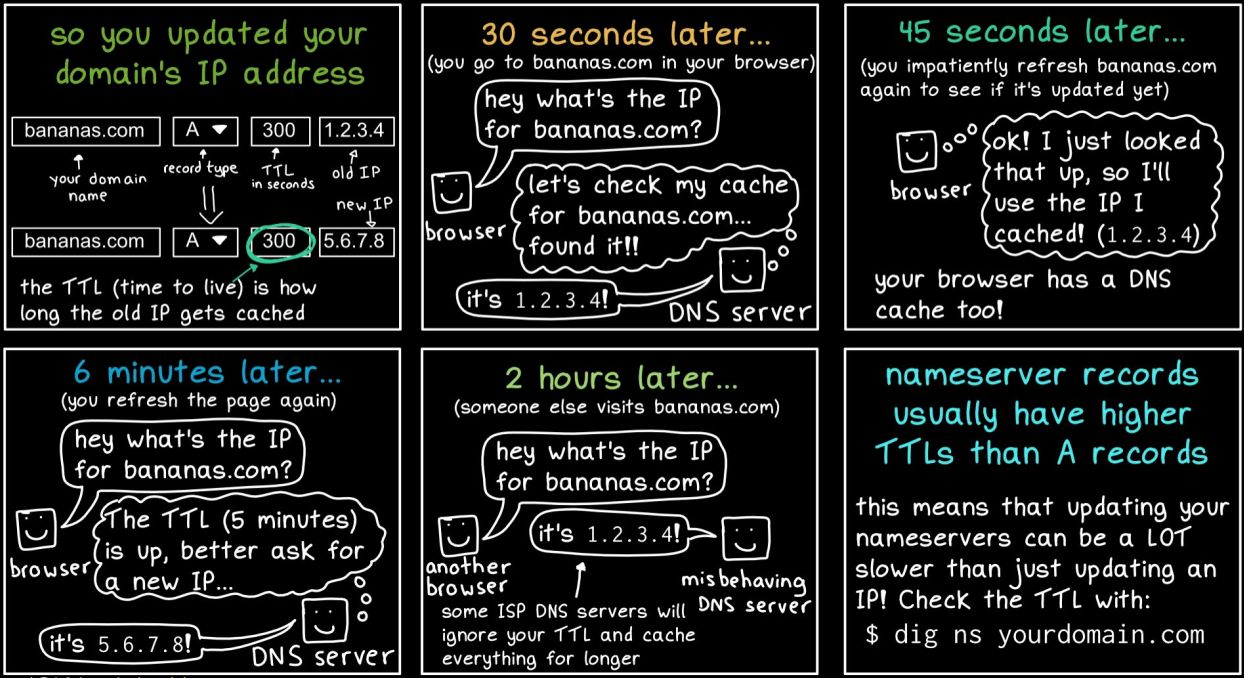 so you updated your
domain's IP address
bananas.com
A
300
1.2.3.4
your domain
name
record type
TTL
in seconds
old IP
new IP
bananas.com
A
300
5.6.7.8
the TTL (time to live) is how
long the old IP gets cached
30 seconds later...
(you go to bananas.com in your browser)
hey what's the IP
for bananas.com?
browser
let's check my cache
for bananas.com...
found it!!
it's 1.2.3.4!
DNS server
45 seconds later...
(you impatiently refresh bananas.com
again to see if it's updated yet)
browser
ok! I just looked
that up, so I'll
use the IP I
cached! (1.2.3.4)
your browser has a DNS
cache too!
6 minutes later...
(you refresh the page again)
hey what's the IP
for bananas.com?
browser
The TTL (5 minutes)
is up, better ask for
a new IP...
it's 5.6.7.8!
DNS server
2 hours later...
(someone else visits bananas.com)
hey what's the IP
for bananas.com?
another
browser
it's 1.2.3.4!
misbehaving
DNS server
some ISP DNS servers will
ignore your TTL and cache
everything for longer
nameserver records
usually have higher
TTLs than A records
this means that updating your
nameservers can be a LOT
slower than just updating an
IP! Check the TTL with:
$ dig ns yourdomain.com